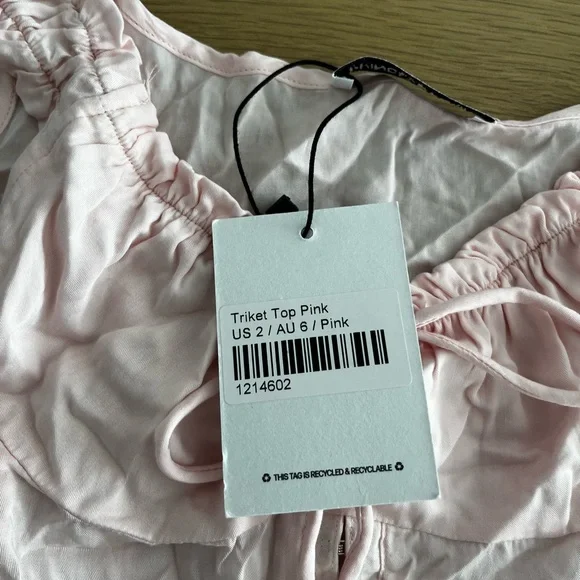 Triket Top Pink
US 2 / AU 6 / Pink
1214602
♻ THIS TAG IS RECYCLED & RECYCLABLE ♻